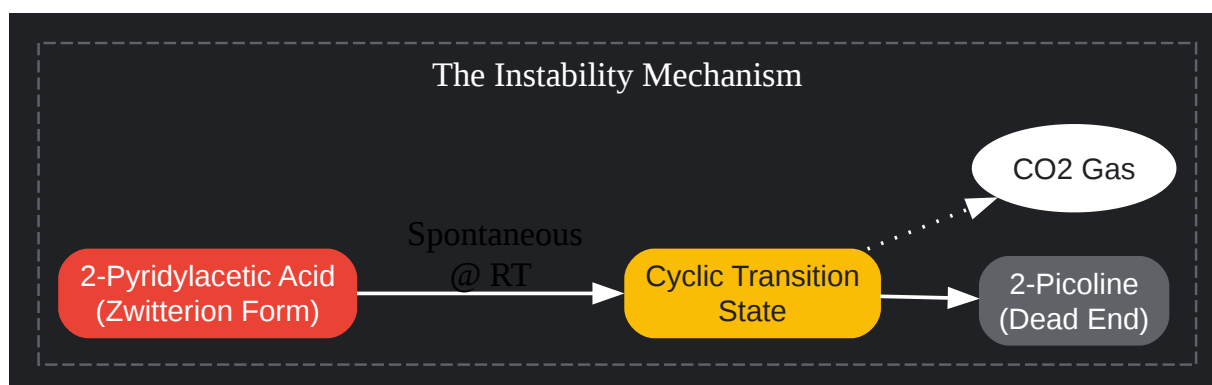 The Instability Mechanism
CO2 Gas
Spontaneous
@ RT
2-Pyridylacetic Acid
(Zwitterion Form)
Cyclic Transition
State
2-Picoline
(Dead End)